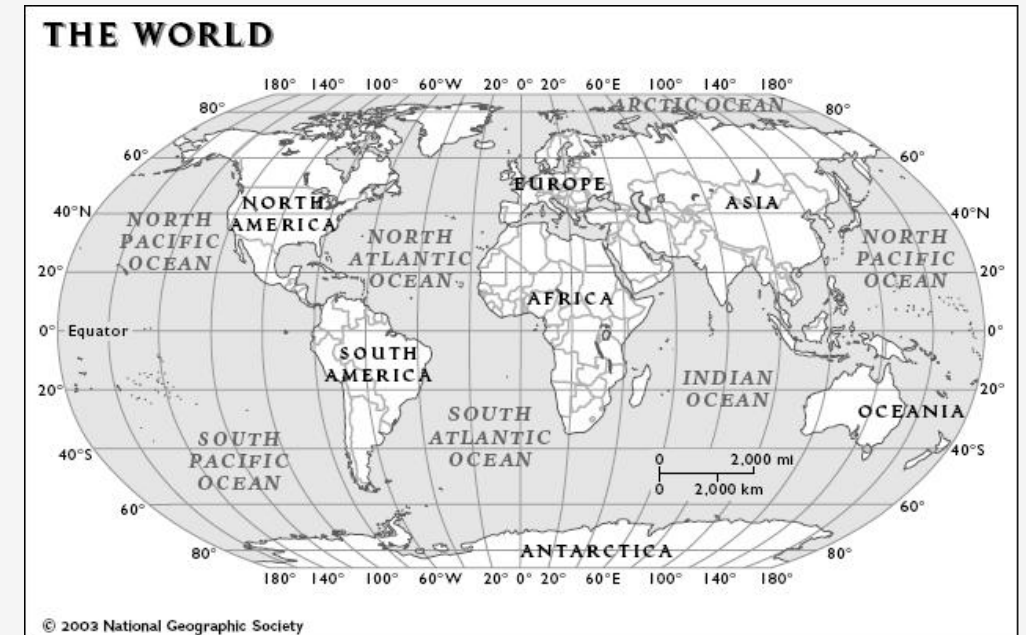 THE WORLD
180° 140° 100° 60°W 20° 0° 20° 60°E 100° 140° 180°
80° ARCTIC OCEAN 80°
60° 60°
EUROPE
NORTH AMERICA
ASIA
40°N 40°N
NORTH
PACIFIC
OCEAN
NORTH
ATLANTIC
OCEAN
NORTH
PACIFIC
OCEAN
20° 20°
AFRICA
0° Equator 0°
SOUTH
AMERICA
INDIAN
OCEAN
20° 20°
OCEANIA
SOUTH
ATLANTIC
OCEAN
SOUTH
PACIFIC
OCEAN
40°S 40°S
0 2,000 mi
0 2,000 km
60° 60°
80° ANTARCTICA 80°
180° 140° 100° 60°W 20° 0° 20° 60°E 100° 140° 180°
© 2003 National Geographic Society